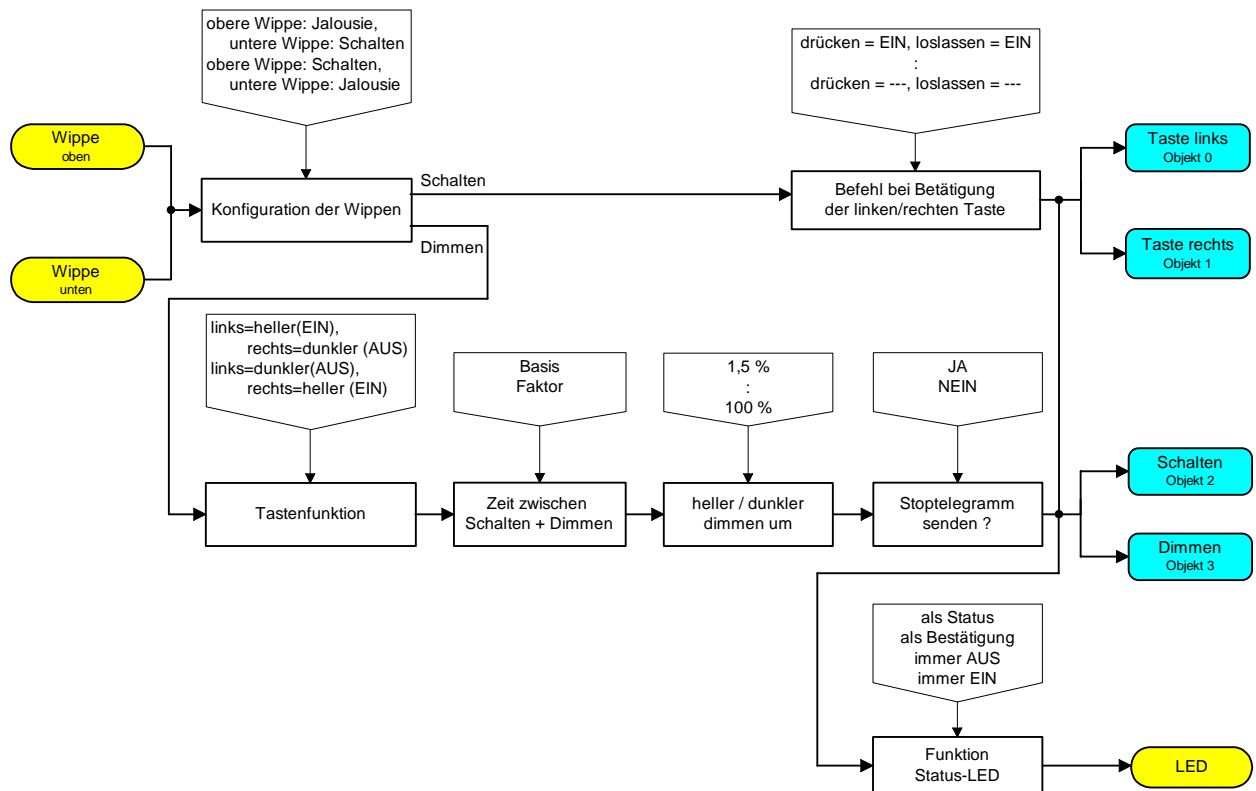 obere Wippe: Jalousie,
untere Wippe: Schalten
obere Wippe: Schalten,
untere Wippe: Jalousie
drücken = EIN, loslassen = EIN
:
drücken = ---, loslassen = ---
Wippe
oben
Taste links
Objekt 0
Schalten
Konfiguration der Wippen
Befehl bei Betätigung
der linken/rechten Taste
Dimmen
Wippe
unten
Taste rechts
Objekt 1
links=heller(EIN),
rechts=dunkler (AUS)
links=dunkler(AUS),
rechts=heller (EIN)
Basis
Faktor
1,5 %
:
100 %
JA
NEIN
Schalten
Objekt 2
Tastenfunktion
Zeit zwischen
Schalten + Dimmen
heller / dunkler
dimmen um
Stoptelegramm
senden ?
Dimmen
Objekt 3
als Status
als Bestätigung
immer AUS
immer EIN
Funktion
Status-LED
LED